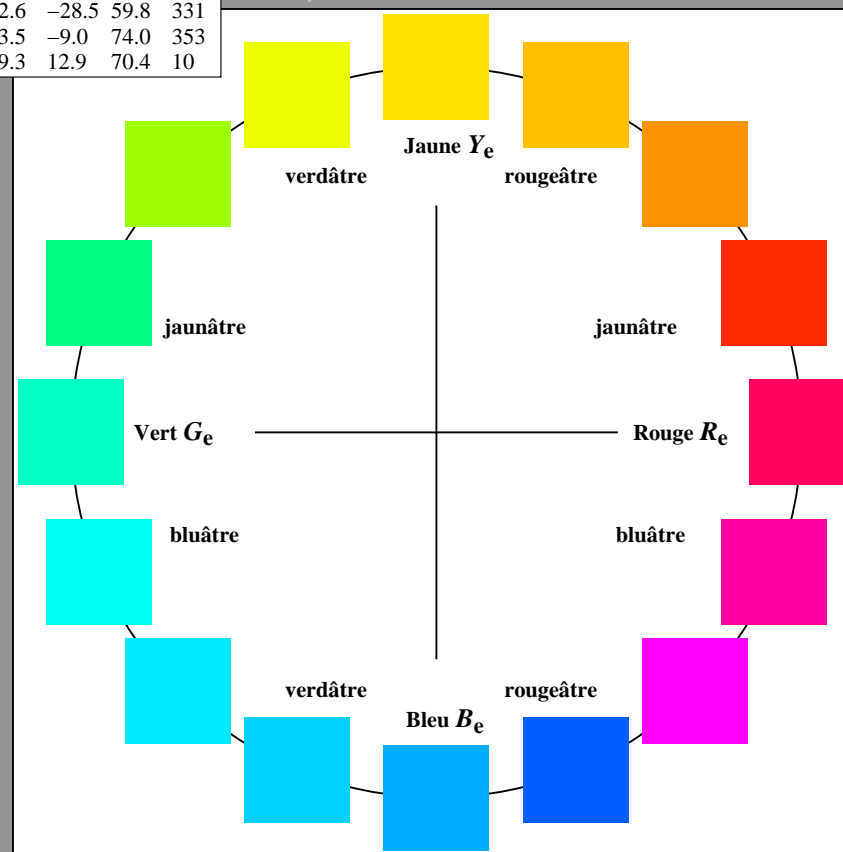 2.6 −28.5 59.8 331
3.5 −9.0 74.0 353
9.3 12.9 70.4 10
Jaune Ye
verdâtre rougeâtre
jaunâtre jaunâtre
Vert Ge Rouge Re
bluâtre bluâtre
verdâtre rougeâtre
Bleu Be